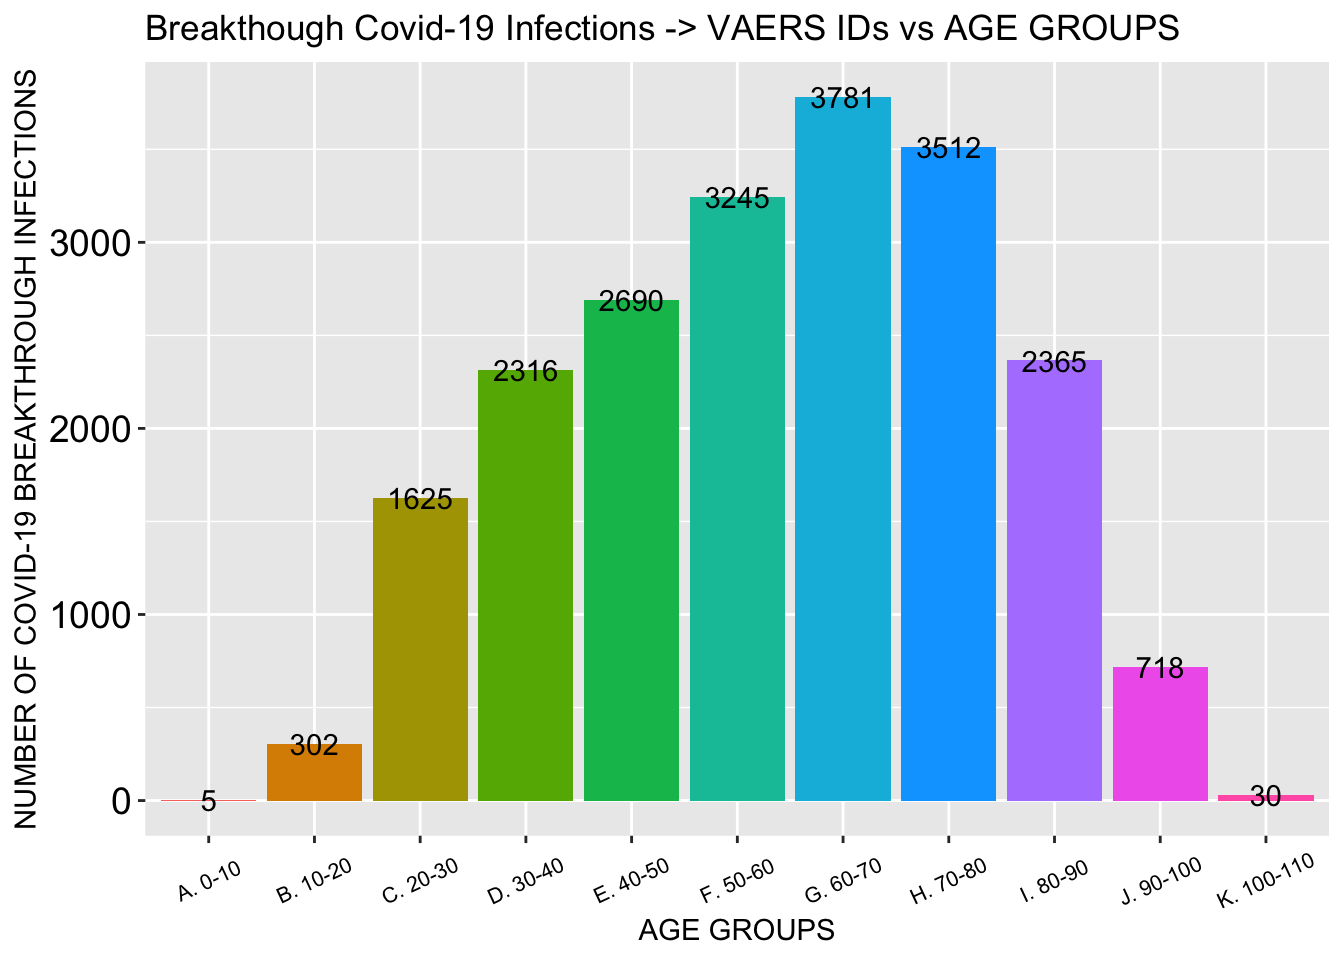 Breakthough Covid-19 Infections -> VAERS IDs vs AGE GROUPS
NUMBER OF COVID-19 BREAKTHROUGH INFECTIONS
3000
2000
1000
0
5
302
1625
2316
2690
3245
3781
3512
2365
718
30
A. 0-10
B. 10-20
C. 20-30
D. 30-40
E. 40-50
F. 50-60
G. 60-70
H. 70-80
I. 80-90
J. 90-100
K. 100-110
AGE GROUPS